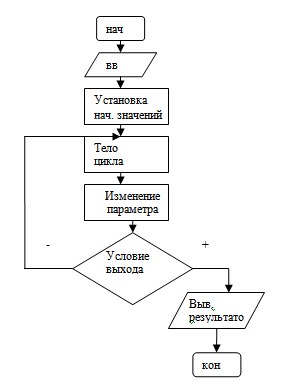 нач
вв
Установка
нач. значений
Тело
цикла
Изменение
параметра
Условие
выхода
-
+
Выв.
результато
кон